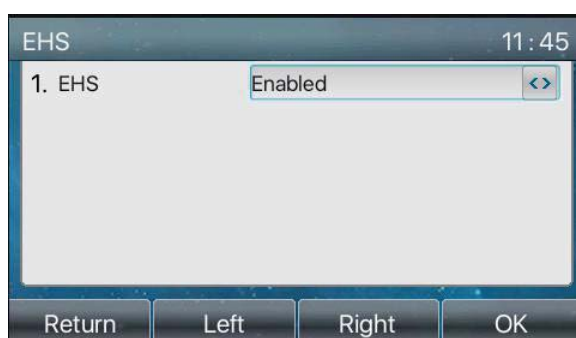 EHS 11:45
1. EHS Enabled <>
Return Left Right OK